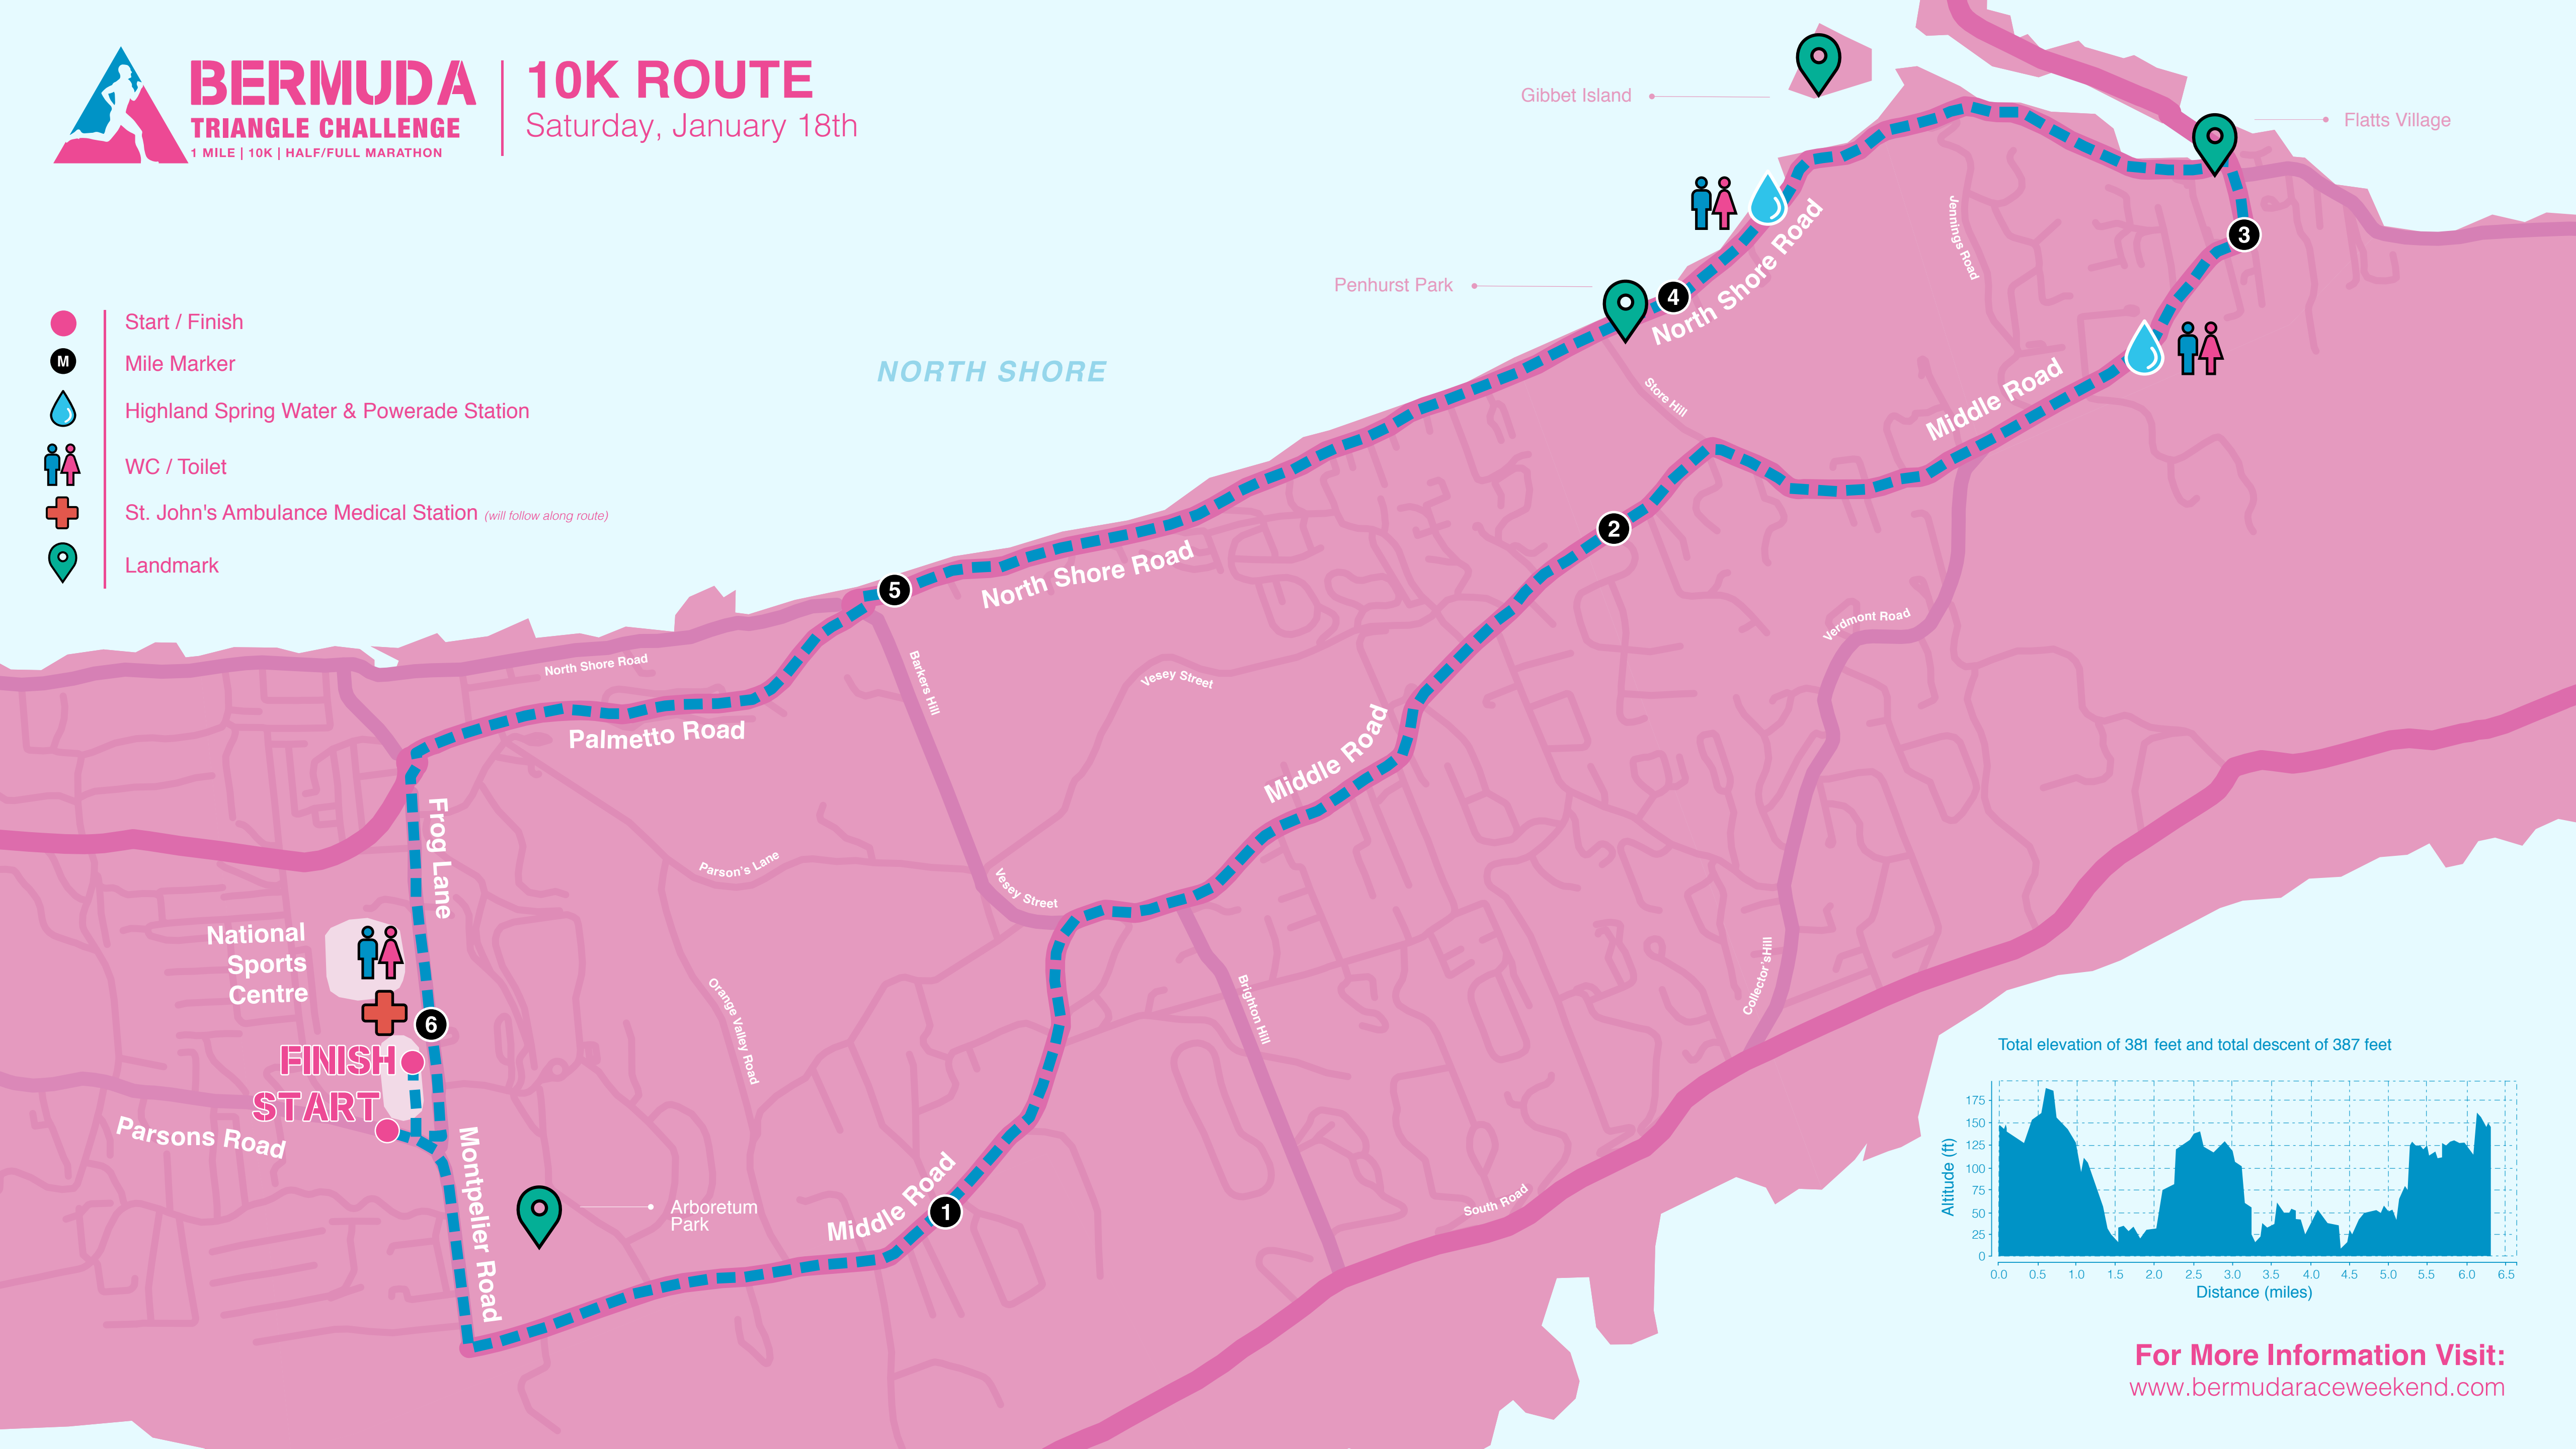 BERMUDA
TRIANGLE CHALLENGE
1 MILE | 10K | HALF/FULL MARATHON
10K ROUTE
Saturday, January 18th
Start / Finish
M
Mile Marker
Highland Spring Water & Powerade Station
WC / Toilet
St. John's Ambulance Medical Station (will follow along route)
Landmark
NORTH SHORE
Gibbet Island
Flatts Village
Penhurst Park
North Shore Road
Jennings Road
3
4
Store Hill
Middle Road
2
5
North Shore Road
North Shore Road
Barkers Hill
Vesey Street
Verdmont Road
Palmetto Road
Middle Road
Frog Lane
Parson's Lane
Vesey Street
National
Sports
Centre
Orange Valley Road
Brighton Hill
Collector'sHill
6
FINISH
START
Parsons Road
Montpelier Road
Arboretum
Park
Middle Road
1
South Road
Total elevation of 381 feet and total descent of 387 feet
Altitude (ft)
175
150
125
100
75
50
25
0
0.0 0.5 1.0 1.5 2.0 2.5 3.0 3.5 4.0 4.5 5.0 5.5 6.0 6.5
Distance (miles)
For More Information Visit:
www.bermudaraceweekend.com